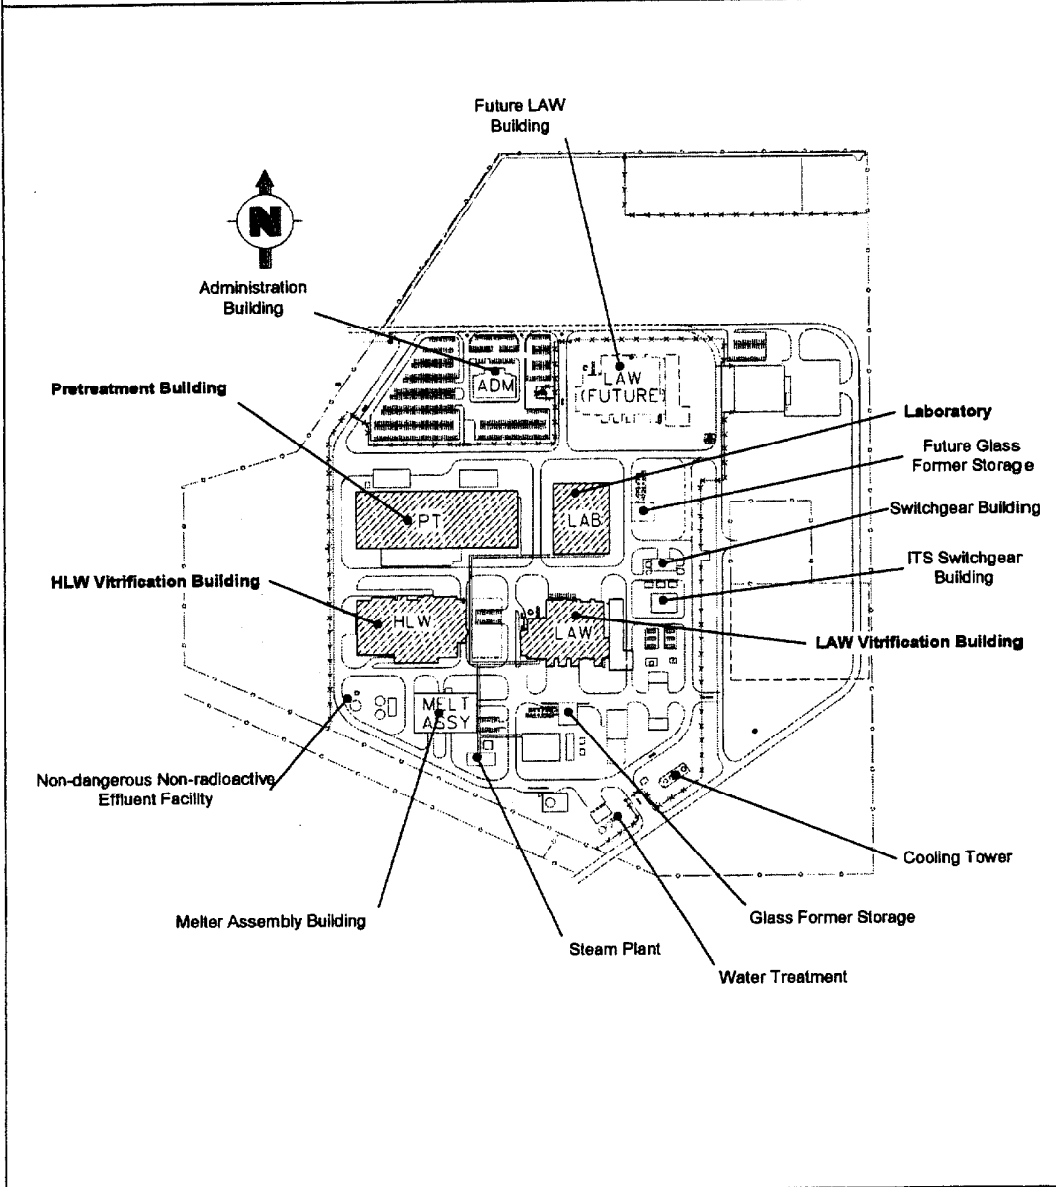 Future LAW
Building
N
Administration
Building
Pretreatment Building
ADM
LAW
(FUTURE)
Laboratory
Future Glass
Former Storage
PT
LAB
Switchgear Building
HLW Vitrification Building
ITS Switchgear
Building
HLW
LAW
LAW Vitrification Building
MELT
ASSY
Non-dangerous Non-radioactive
Effluent Facility
Cooling Tower
Melter Assembly Building
Glass Former Storage
Steam Plant
Water Treatment